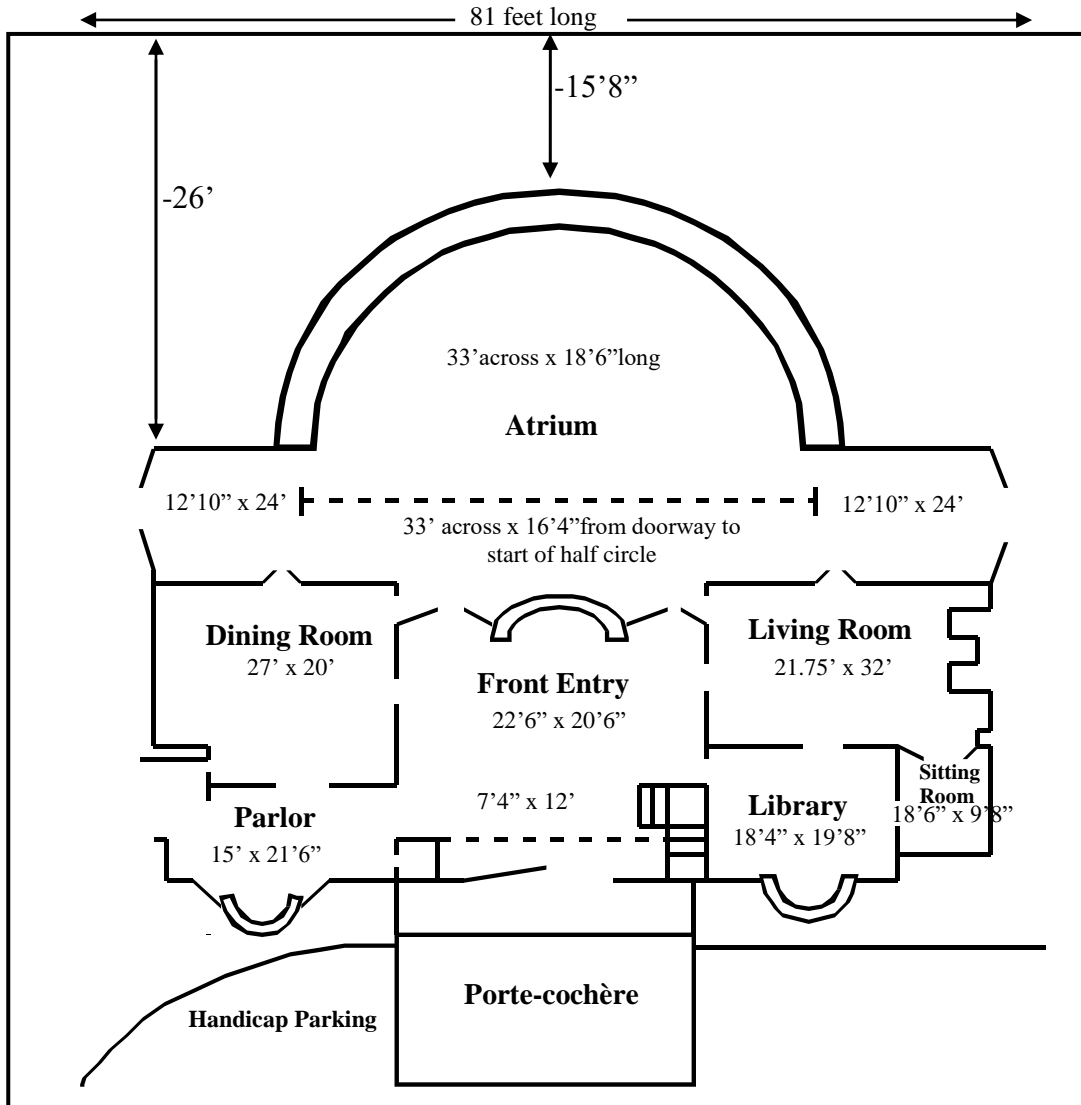 81 feet long
-15’8”
-26’
33’across x 18’6”long
Atrium
12’10” x 24’
12’10” x 24’
33’ across x 16’4”from doorway to
start of half circle
Dining Room
27’ x 20’
Living Room
21.75’ x 32’
Front Entry
22’6” x 20’6”
7’4” x 12’
Parlor
15’ x 21’6”
Library
18’4” x 19’8”
Sitting
Room
18’6” x 9’8”
Porte-cochère
Handicap Parking